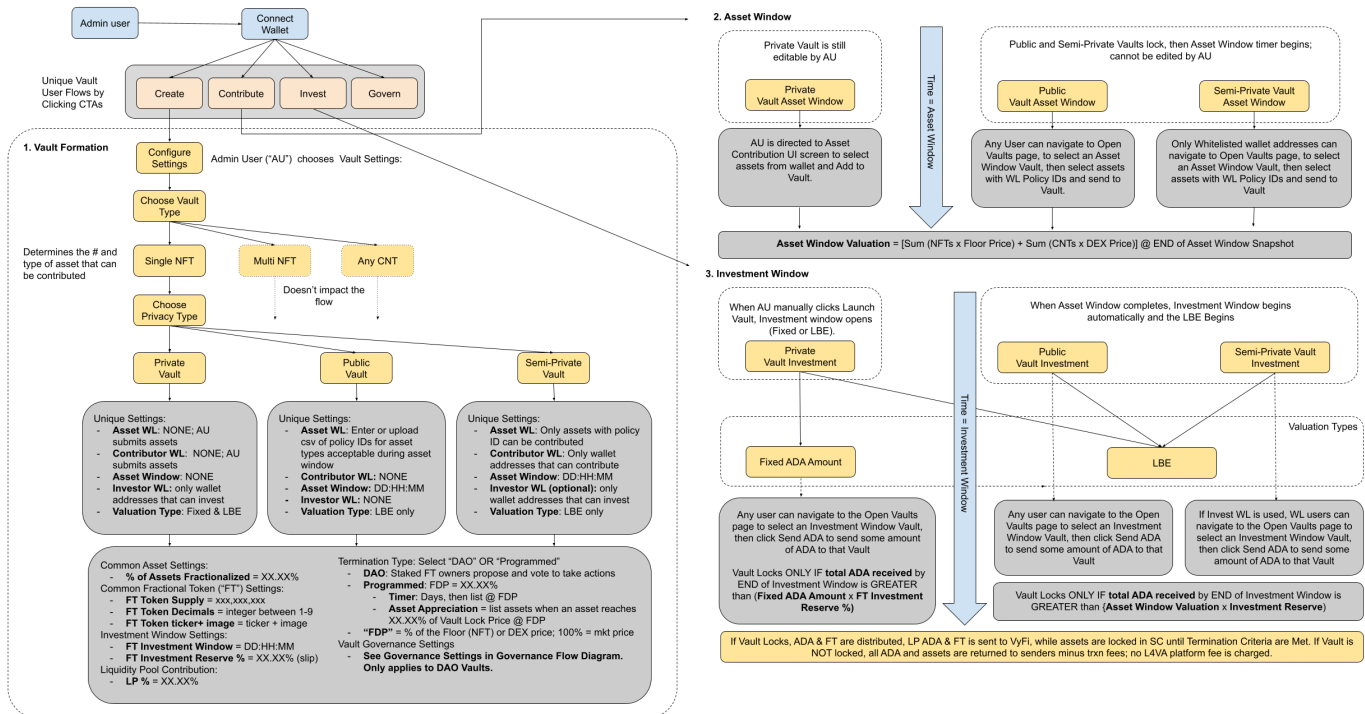 Admin user
Connect
Wallet
Unique Vault
User Flows by
Clicking CTAs
Create
Contribute
Invest
Govern
1. Vault Formation
Configure
Settings
Admin User (“AU”) chooses Vault Settings:
Choose Vault
Type
Determines the # and
type of asset that can
be contributed
Single NFT
Multi NFT
Any CNT
Doesn’t impact the
flow
Choose
Privacy Type
Private
Vault
Public
Vault
Semi-Private
Vault
Unique Settings:
- Asset WL: NONE; AU
submits assets
- Contributor WL: NONE; AU
submits assets
- Asset Window: NONE
- Investor WL: only wallet
addresses that can invest
- Valuation Type: Fixed & LBE
Unique Settings:
- Asset WL: Enter or upload
csv of policy IDs for asset
types acceptable during asset
window
- Contributor WL: NONE
- Asset Window: DD:HH:MM
- Investor WL: NONE
- Valuation Type: LBE only
Unique Settings:
- Asset WL: Only assets with policy
ID can be contributed
- Contributor WL: Only wallet
addresses that can contribute
- Asset Window: DD:HH:MM
- Investor WL (optional): only
wallet addresses that can invest
- Valuation Type: LBE only
Common Asset Settings:
- % of Assets Fractionalized = XX.XX%
Common Fractional Token (“FT”) Settings:
- FT Token Supply = xxx,xxx,xxx
- FT Token Decimals = integer between 1-9
- FT Token ticker+ image = ticker + image
Investment Window Settings:
- FT Investment Window = DD:HH:MM
- FT Investment Reserve % = XX.XX% (slip)
Liquidity Pool Contribution:
- LP % = XX.XX%
Termination Type: Select “DAO” OR “Programmed”
- DAO: Staked FT owners propose and vote to take actions
- Programmed: FDP = XX.XX%
- Timer: Days, then list @ FDP
- Asset Appreciation = list assets when an asset reaches
XX.XX% of Vault Lock Price @ FDP
- “FDP” = % of the Floor (NFT) or DEX price; 100% = mkt price
Vault Governance Settings
- See Governance Settings in Governance Flow Diagram.
Only applies to DAO Vaults.
2. Asset Window
Private Vault is still
editable by AU
Private
Vault Asset Window
AU is directed to Asset
Contribution UI screen to select
assets from wallet and Add to
Vault.
Time = Asset Window
Public and Semi-Private Vaults lock, then Asset Window timer begins;
cannot be edited by AU
Public
Vault Asset Window
Semi-Private Vault
Asset Window
Any User can navigate to Open
Vaults page, to select an Asset
Window Vault, then select assets
with WL Policy IDs and send to
Vault.
Only Whitelisted wallet addresses can
navigate to Open Vaults page, to select
an Asset Window Vault, then select
assets with WL Policy IDs and send to
Vault
Asset Window Valuation = [Sum (NFTs x Floor Price) + Sum (CNTs x DEX Price)] @ END of Asset Window Snapshot
3. Investment Window
When AU manually clicks Launch
Vault, Investment window opens
(Fixed or LBE).
Private
Vault Investment
Time = Investment Window
When Asset Window completes, Investment Window begins
automatically and the LBE Begins
Public
Vault Investment
Semi-Private Vault
Investment
Valuation Types
Fixed ADA Amount
LBE
Any user can navigate to the Open Vaults
page to select an Investment Window Vault,
then click Send ADA to send some amount
of ADA to that Vault
Vault Locks ONLY IF total ADA received by
END of Investment Window is GREATER
than (Fixed ADA Amount x FT Investment
Reserve %)
Any user can navigate to the Open
Vaults page to select an Investment
Window Vault, then click Send ADA
to send some amount of ADA to that
Vault
If Invest WL is used, WL users can
navigate to the Open Vaults page to
select an Investment Window Vault,
then click Send ADA to send some
amount of ADA to that Vault
Vault Locks ONLY IF total ADA received by END of Investment Window is
GREATER than {Asset Window Valuation x Investment Reserve)
If Vault Locks, ADA & FT are distributed, LP ADA & FT is sent to VyFi, while assets are locked in SC until Termination Criteria are Met. If Vault is
NOT locked, all ADA and assets are returned to senders minus trxn fees; no L4VA platform fee is charged.